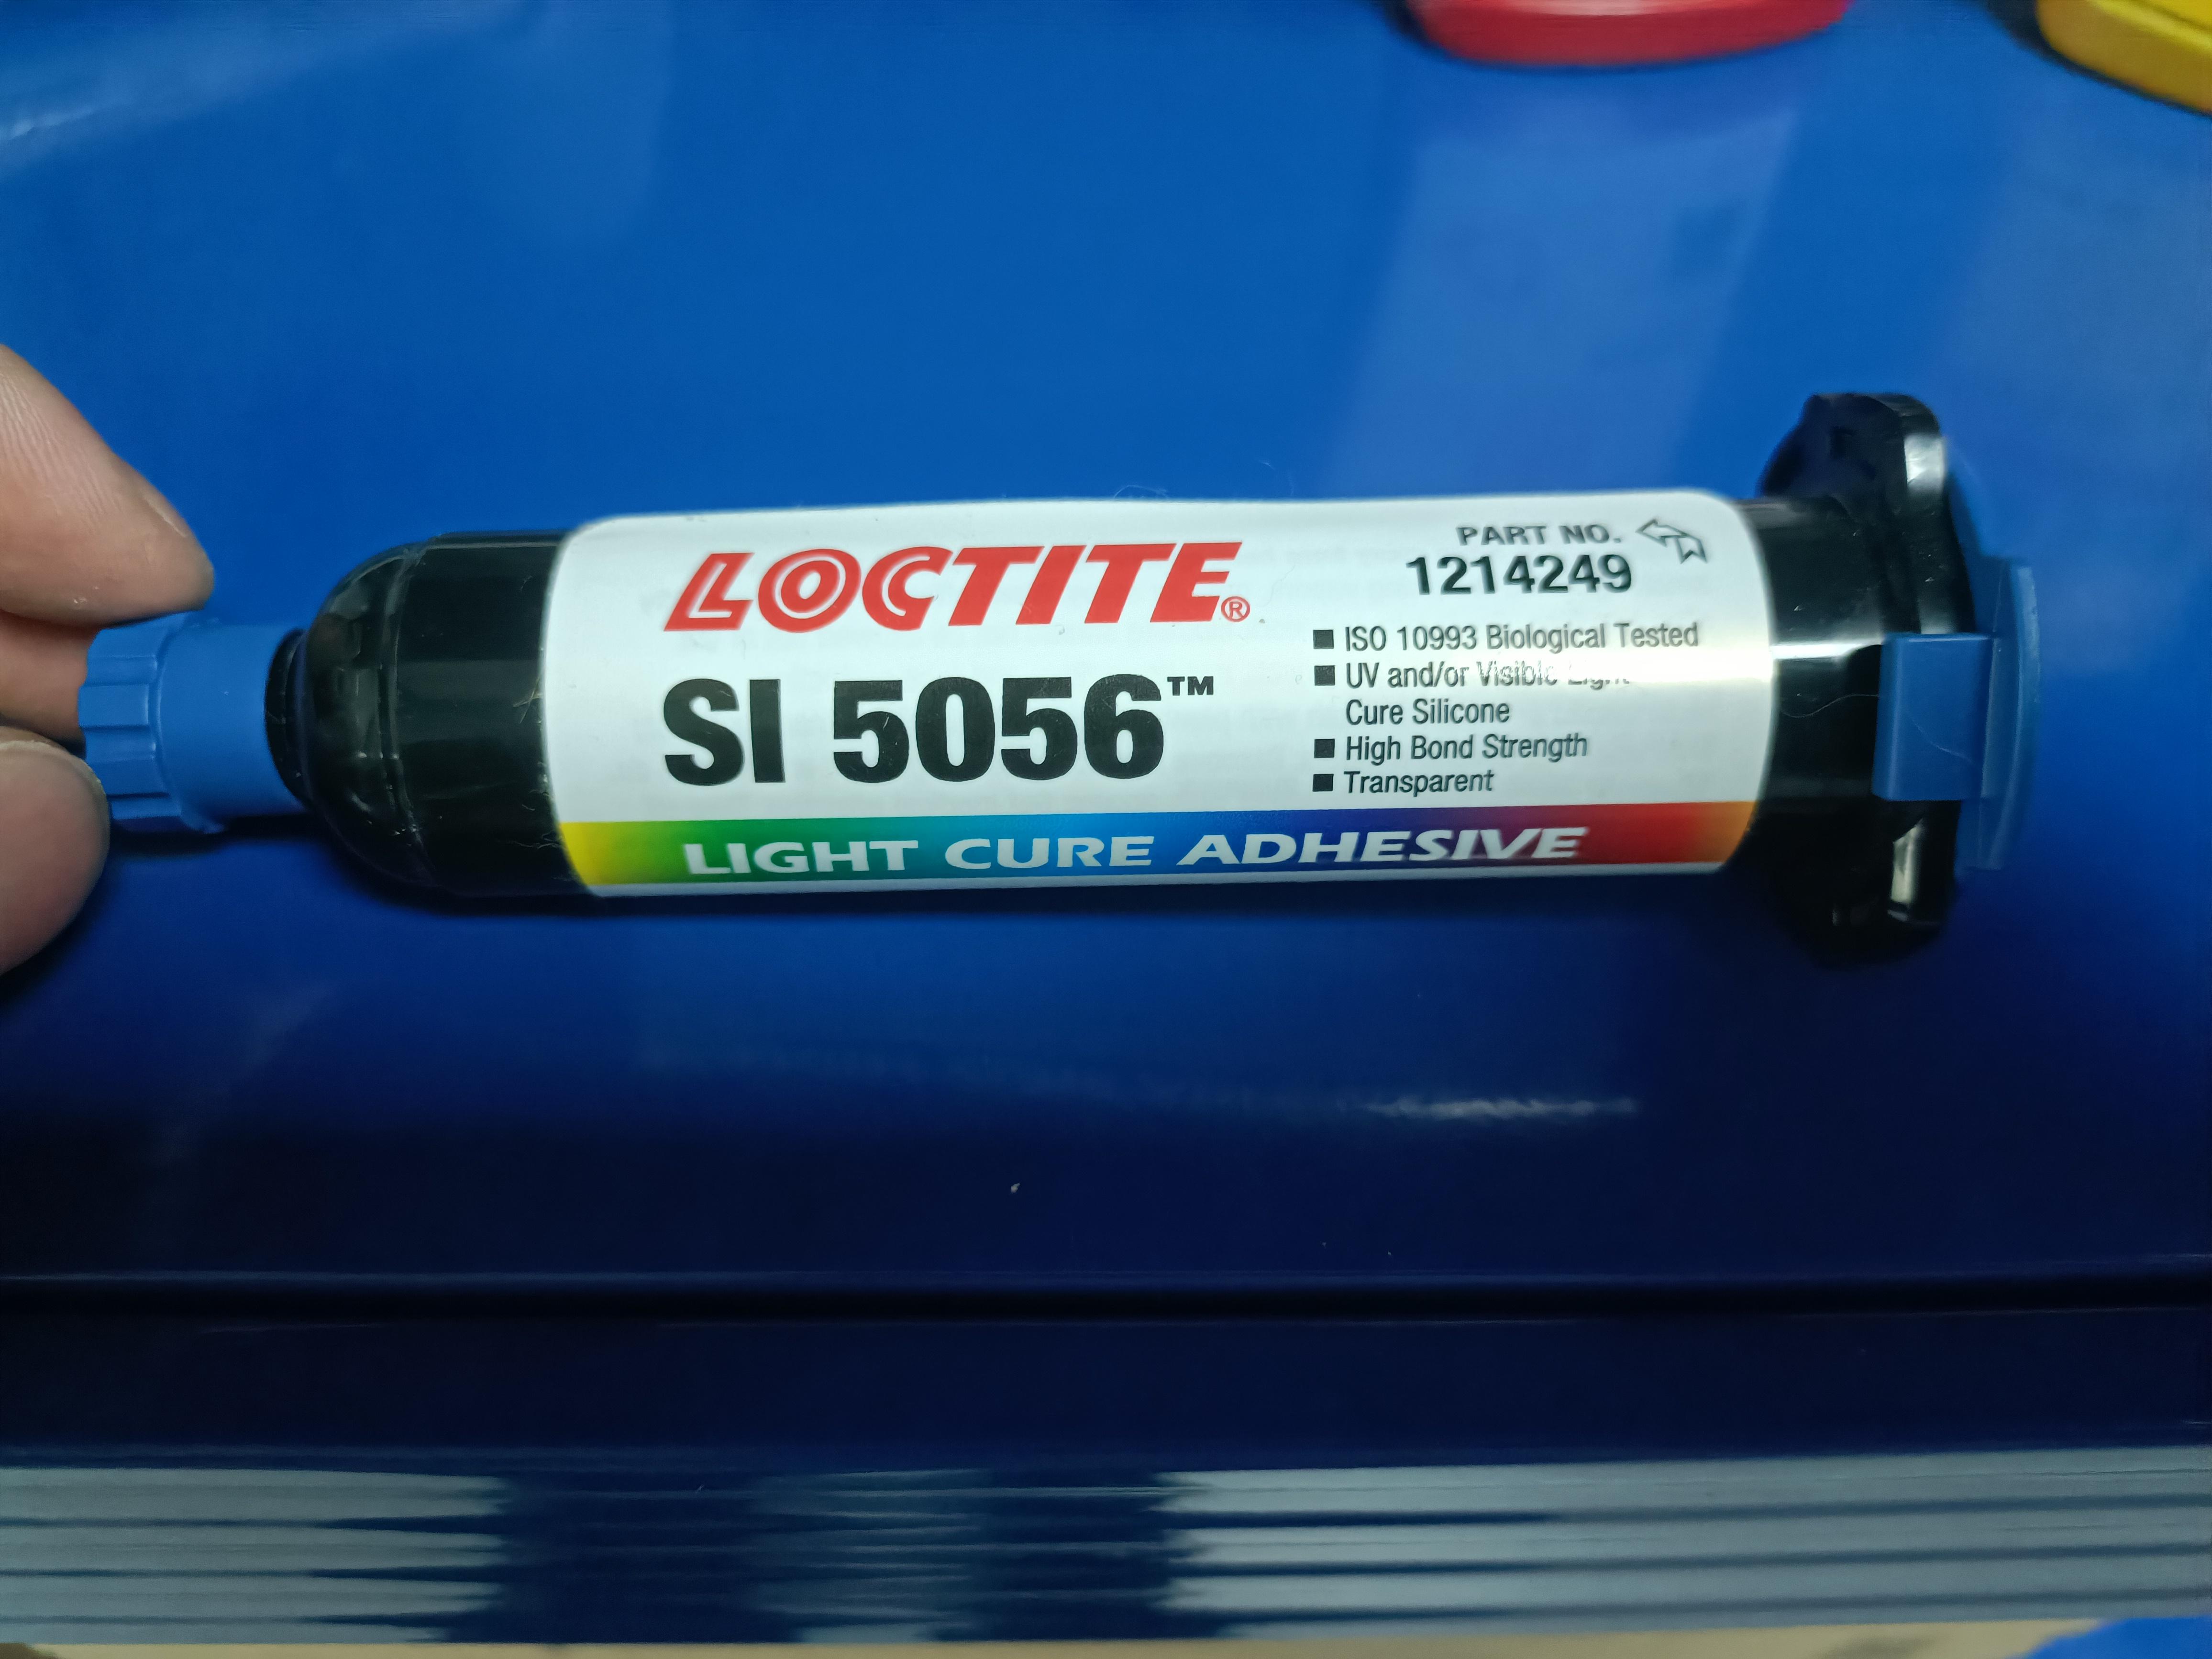 LOCTITE®
SI 5056™
PART NO.
1214249
■ ISO 10993 Biological Tested
■ UV and/or Visible
Cure Silicone
■ High Bond Strength
■ Transparent
LIGHT CURE ADHESIVE